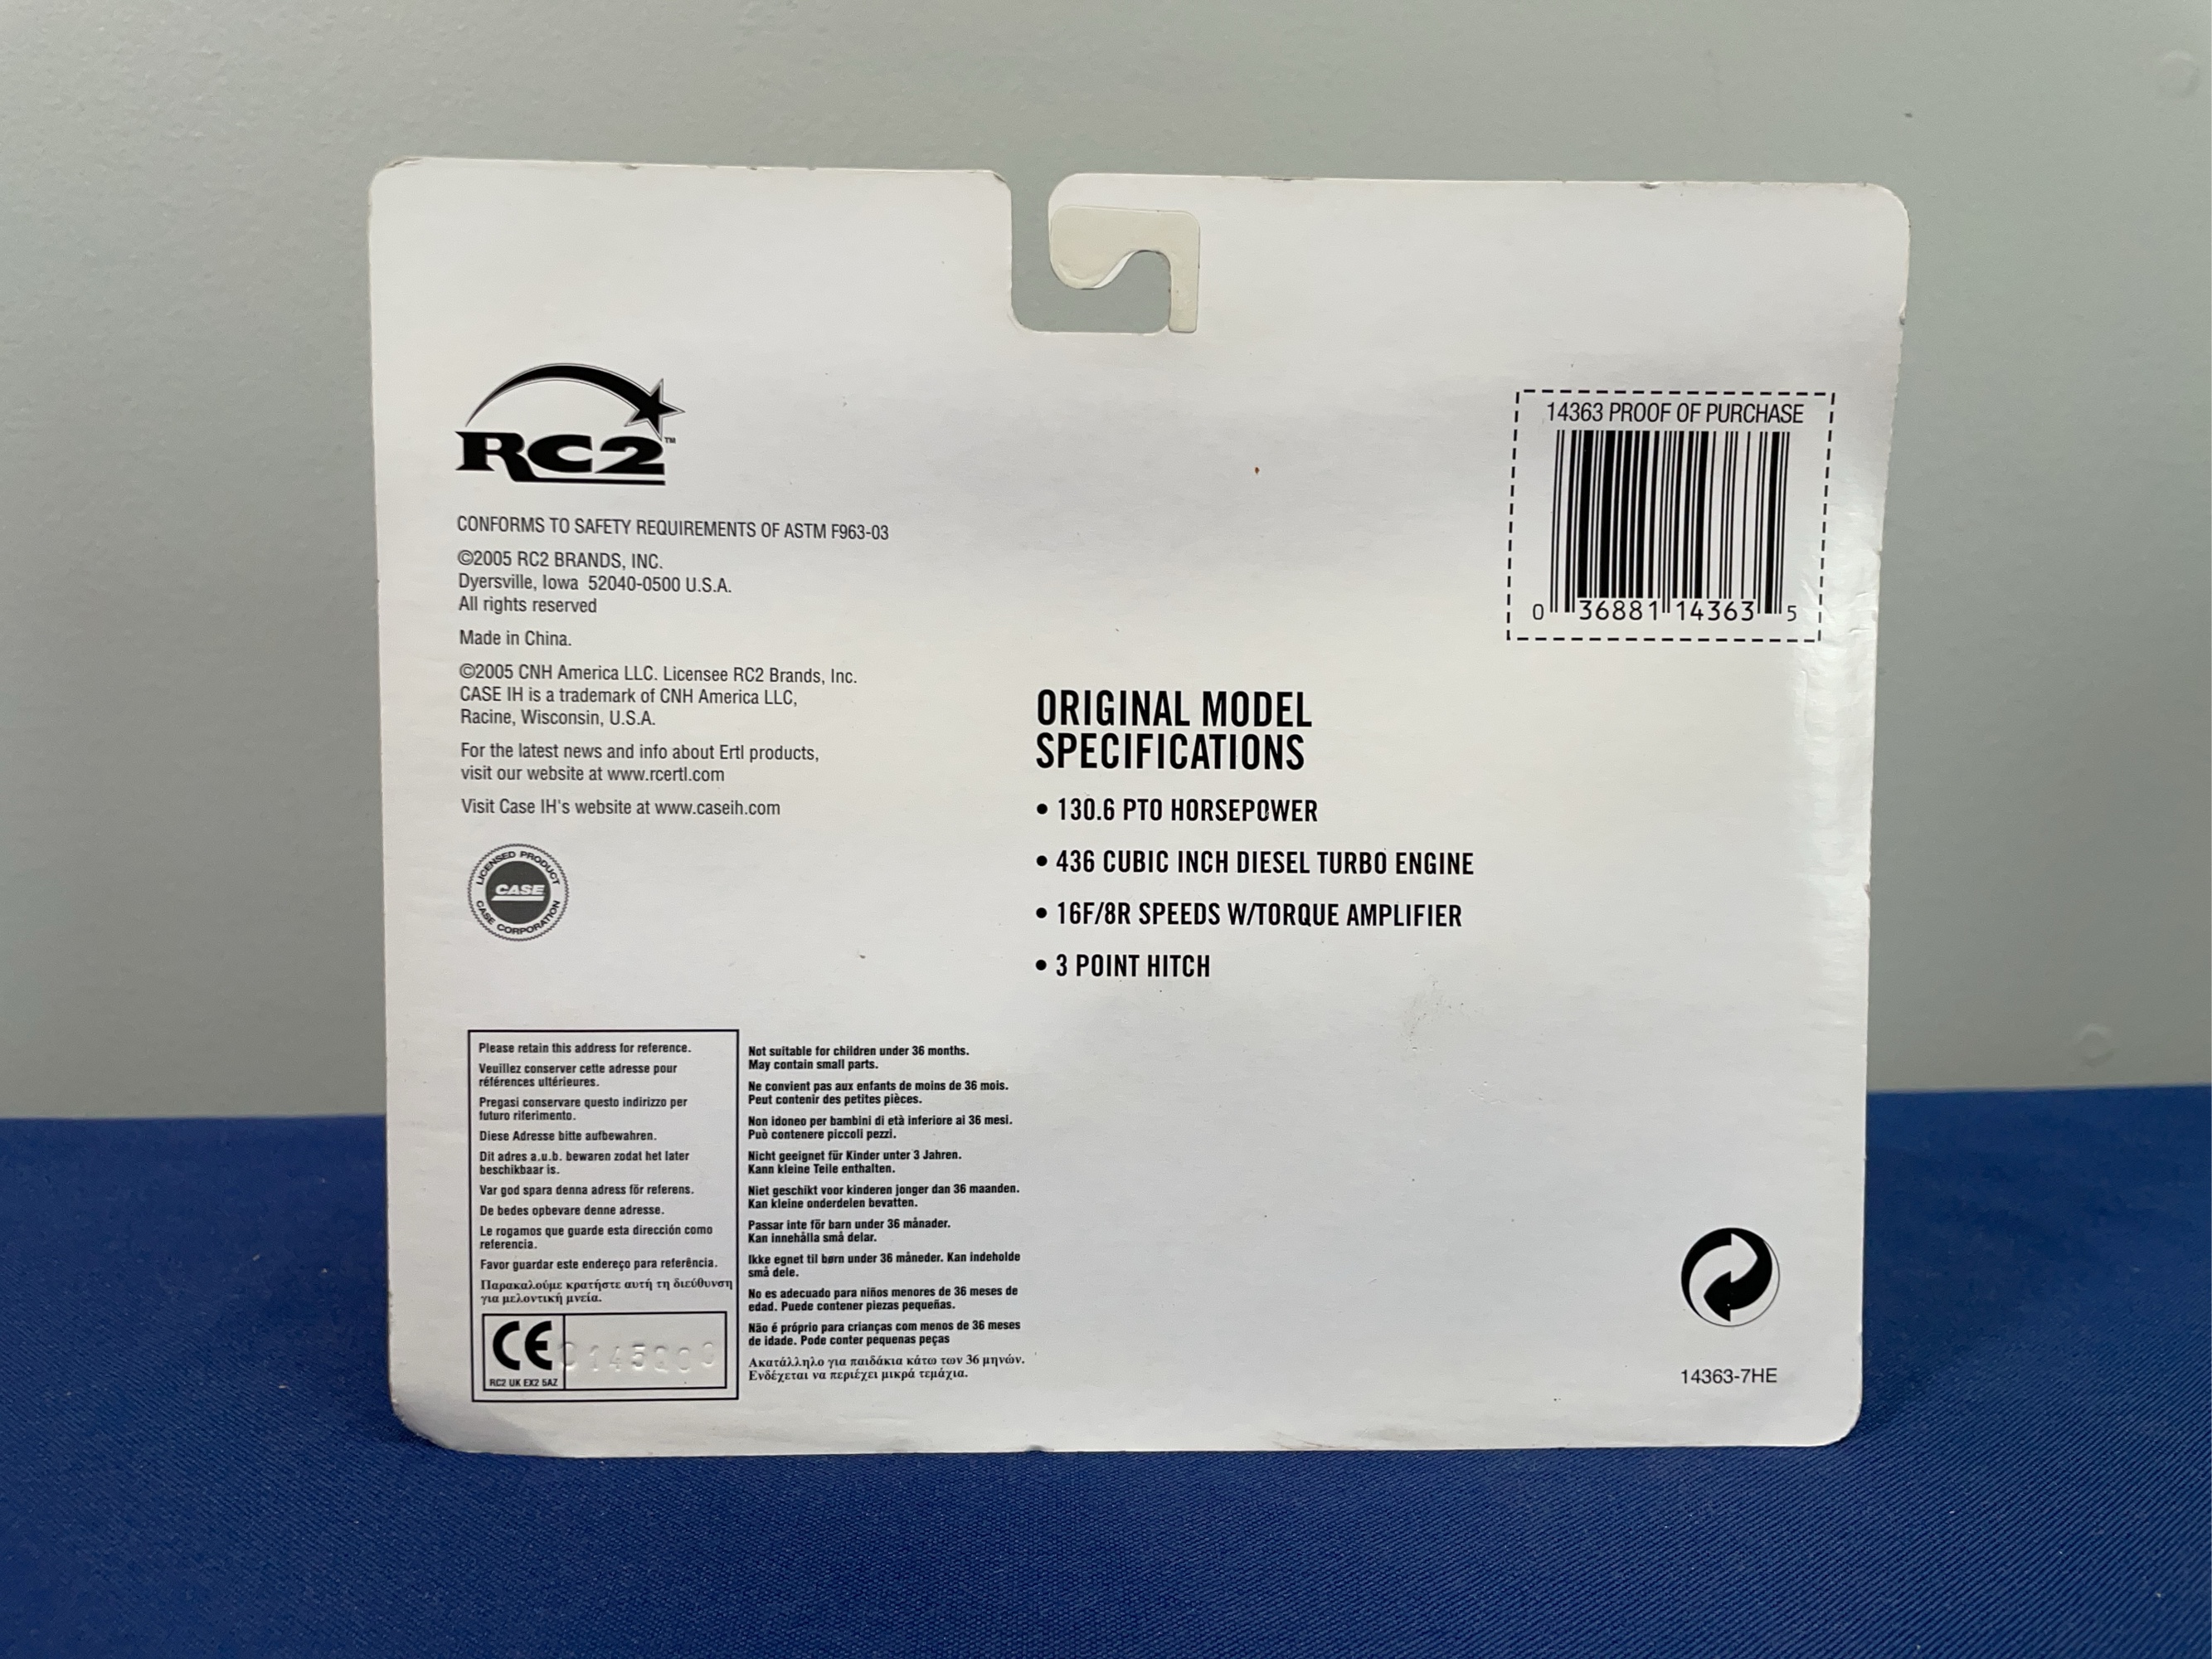 RC2™
CONFORMS TO SAFETY REQUIREMENTS OF ASTM F963-03
©2005 RC2 BRANDS, INC.
Dyersville, Iowa 52040-0500 U.S.A.
All rights reserved
Made in China.
©2005 CNH America LLC. Licensee RC2 Brands, Inc.
CASE IH is a trademark of CNH America LLC,
Racine, Wisconsin, U.S.A.
For the latest news and info about Ertl products,
visit our website at www.rcertl.com
Visit Case IH's website at www.caseih.com
LICENSED PRODUCT
CASE
CASE CORPORATION
14363 PROOF OF PURCHASE
0 36881 14363 5
ORIGINAL MODEL
SPECIFICATIONS
• 130.6 PTO HORSEPOWER
• 436 CUBIC INCH DIESEL TURBO ENGINE
• 16F/8R SPEEDS W/TORQUE AMPLIFIER
• 3 POINT HITCH
Please retain this address for reference.
Veuillez conserver cette adresse pour
références ultérieures.
Pregasi conservare questo indirizzo per
futuro riferimento.
Diese Adresse bitte aufbewahren.
Dit adres a.u.b. bewaren zodat het later
beschikbaar is.
Var god spara denna adress för referens.
De bedes opbevare denne adresse.
Le rogamos que guarde esta dirección como
referencia.
Favor guardar este endereço para referência.
Παρακαλούμε κρατήστε αυτή τη διεύθυνση
για μελοντική μνεία.
CE
RC2 UK EX2 5AZ
Not suitable for children under 36 months.
May contain small parts.
Ne convient pas aux enfants de moins de 36 mois.
Peut contenir des petites pièces.
Non idoneo per bambini di età inferiore ai 36 mesi.
Può contenere piccoli pezzi.
Nicht geeignet für Kinder unter 3 Jahren.
Kann kleine Teile enthalten.
Niet geschikt voor kinderen jonger dan 36 maanden.
Kan kleine onderdelen bevatten.
Passar inte för barn under 36 månader.
Kan innehålla små delar.
Ikke egnet til børn under 36 måneder. Kan indeholde
små dele.
No es adecuado para niños menores de 36 meses de
edad. Puede contener piezas pequeñas.
Não é próprio para crianças com menos de 36 meses
de idade. Pode conter pequenas peças
Ακατάλληλο για παιδάκια κάτω των 36 μηνών.
Ενδέχεται να περιέχει μικρά τεμάχια.
14363-7HE